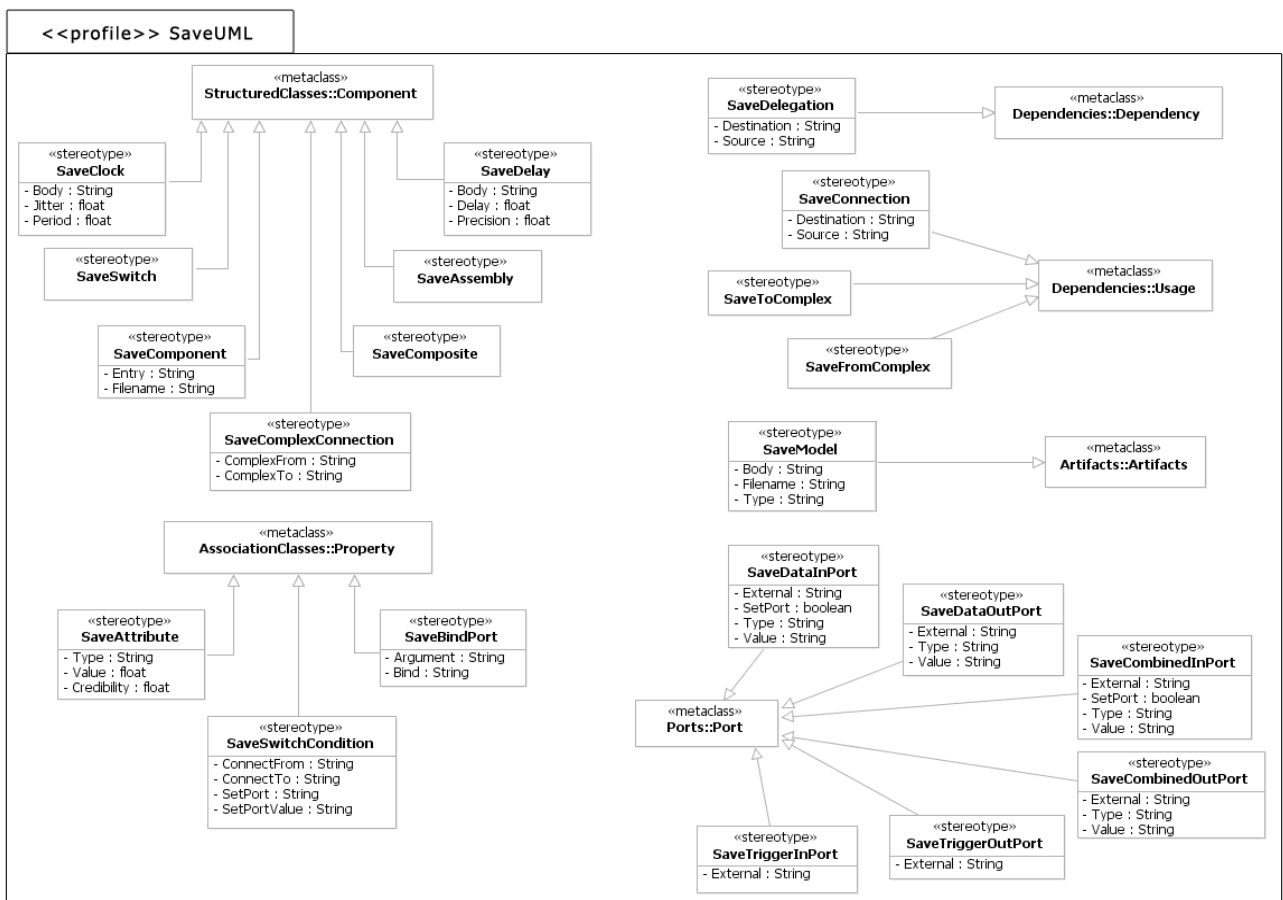 <<profile>> SaveUML
«metaclass»
StructuredClasses::Component
«stereotype»
SaveClock
- Body : String
- Jitter : float
- Period : float
«stereotype»
SaveDelay
- Body : String
- Delay : float
- Precision : float
«stereotype»
SaveSwitch
«stereotype»
SaveAssembly
«stereotype»
SaveComponent
- Entry : String
- Filename : String
«stereotype»
SaveComposite
«stereotype»
SaveComplexConnection
- ComplexFrom : String
- ComplexTo : String
«metaclass»
AssociationClasses::Property
«stereotype»
SaveAttribute
- Type : String
- Value : float
- Credibility : float
«stereotype»
SaveBindPort
- Argument : String
- Bind : String
«stereotype»
SaveSwitchCondition
- ConnectFrom : String
- ConnectTo : String
- SetPort : String
- SetPortValue : String
«stereotype»
SaveDelegation
- Destination : String
- Source : String
«metaclass»
Dependencies::Dependency
«stereotype»
SaveConnection
- Destination : String
- Source : String
«stereotype»
SaveToComplex
«metaclass»
Dependencies::Usage
«stereotype»
SaveFromComplex
«stereotype»
SaveModel
- Body : String
- Filename : String
- Type : String
«metaclass»
Artifacts::Artifacts
«stereotype»
SaveDataInPort
- External : String
- SetPort : boolean
- Type : String
- Value : String
«stereotype»
SaveDataOutPort
- External : String
- Type : String
- Value : String
«stereotype»
SaveCombinedInPort
- External : String
- SetPort : boolean
- Type : String
- Value : String
«metaclass»
Ports::Port
«stereotype»
SaveCombinedOutPort
- External : String
- Type : String
- Value : String
«stereotype»
SaveTriggerInPort
- External : String
«stereotype»
SaveTriggerOutPort
- External : String